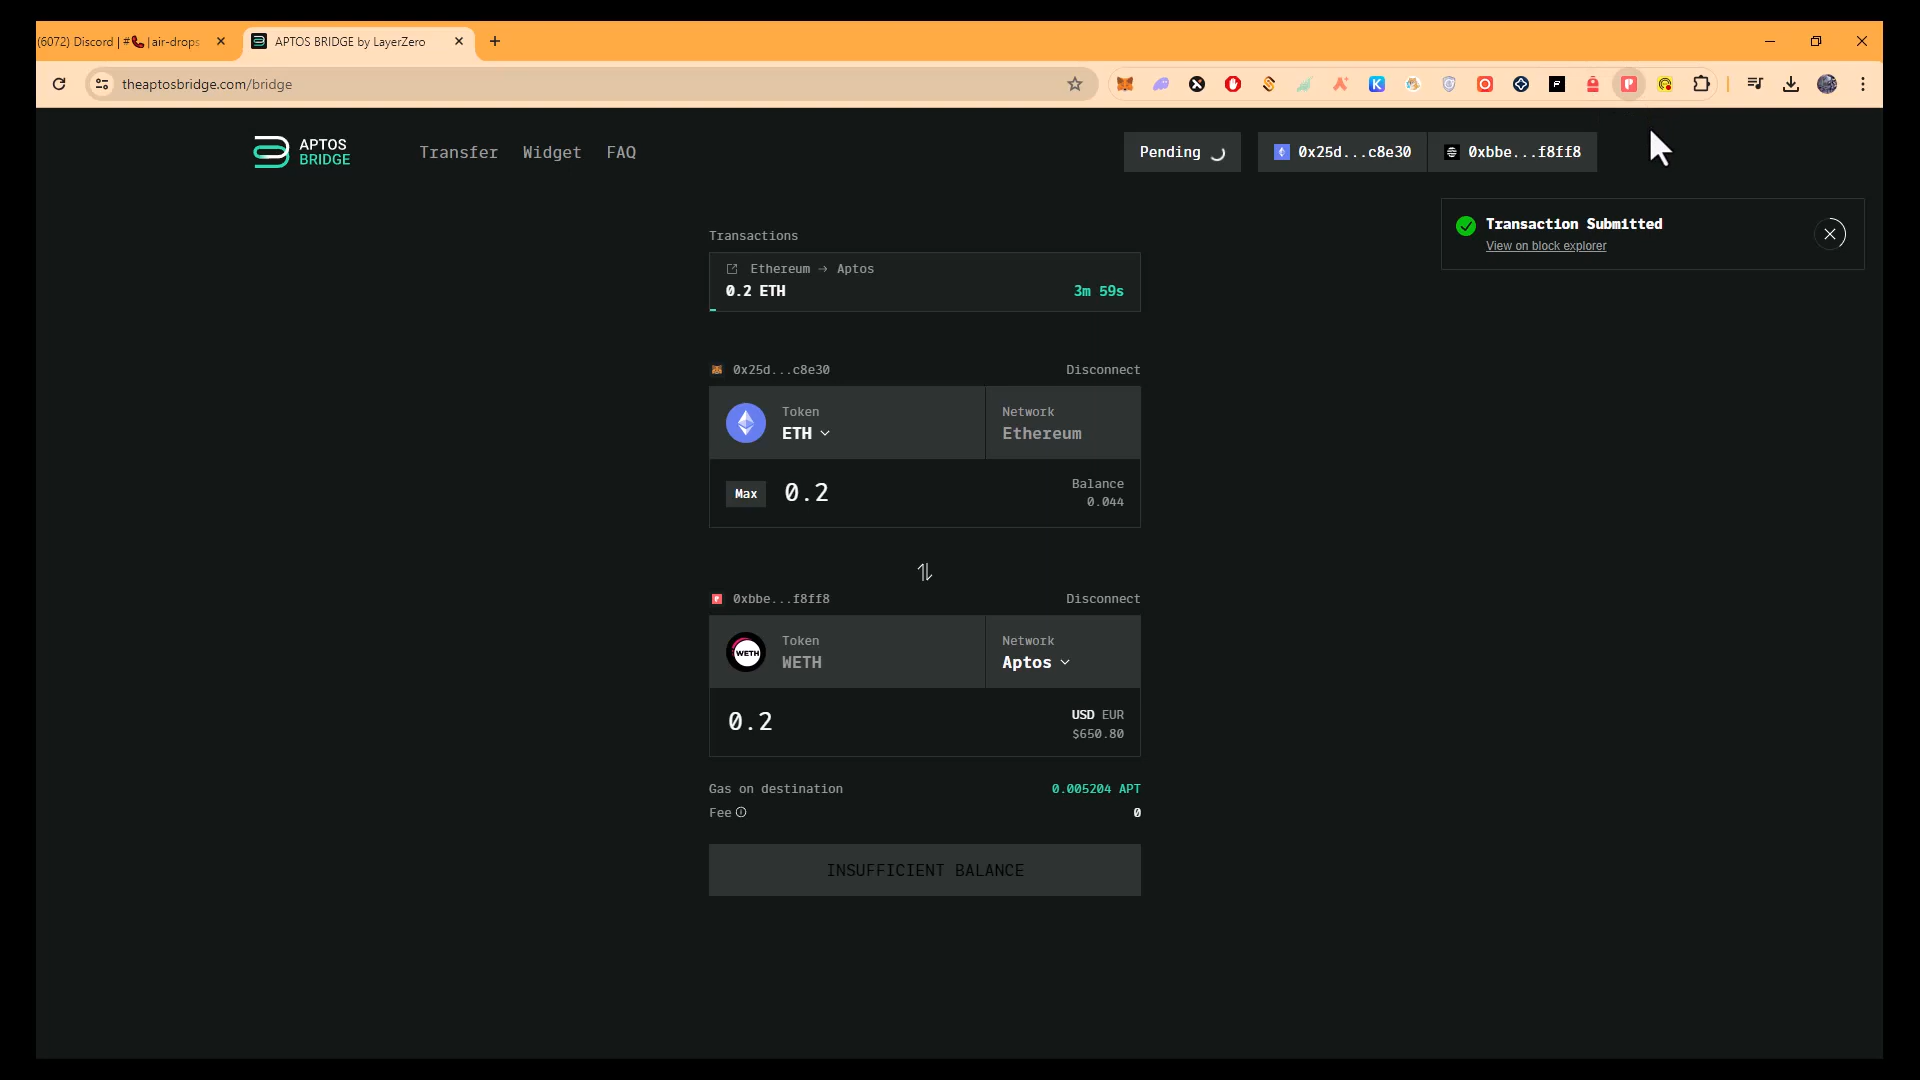 (6072) Discord | #📞|air-drops
APTOS BRIDGE by LayerZero
theaptosbridge.com/bridge
APTOS
BRIDGE
Transfer
Widget
FAQ
Pending
0x25d...c8e30
0xbbe...f8ff8
Transaction Submitted
View on block explorer
Transactions
Ethereum → Aptos
0.2 ETH
3m 59s
0x25d...c8e30
Disconnect
Token
ETH
Network
Ethereum
Max
0.2
Balance
0.044
0xbbe...f8ff8
Disconnect
WETH
Token
WETH
Network
Aptos
0.2
USD EUR
$650.80
Gas on destination
0.005204 APT
Fee
0
INSUFFICIENT BALANCE